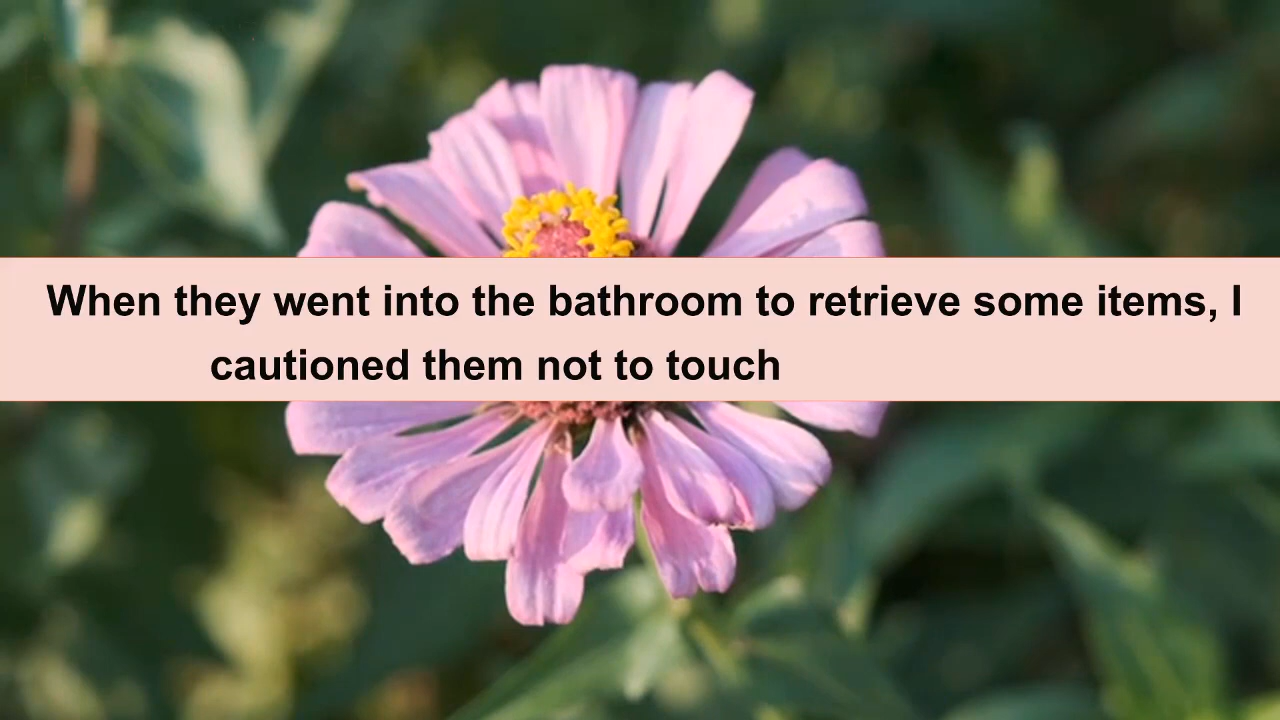 When they went into the bathroom to retrieve some items, I
cautioned them not to touch